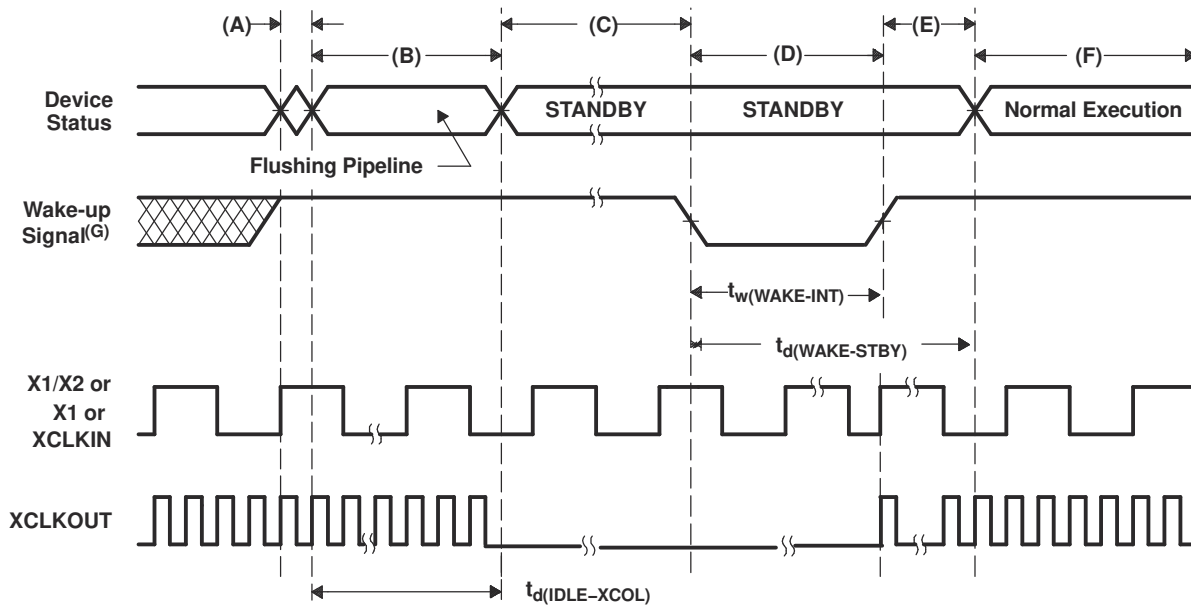 (A)
(C)
(E)
(B)
(D)
(F)
Device
Status
STANDBY
STANDBY
Normal Execution
Flushing Pipeline
Wake-up
Signal(G)
tw(WAKE-INT)
td(WAKE-STBY)
X1/X2 or
X1 or
XCLKIN
XCLKOUT
td(IDLE–XCOL)